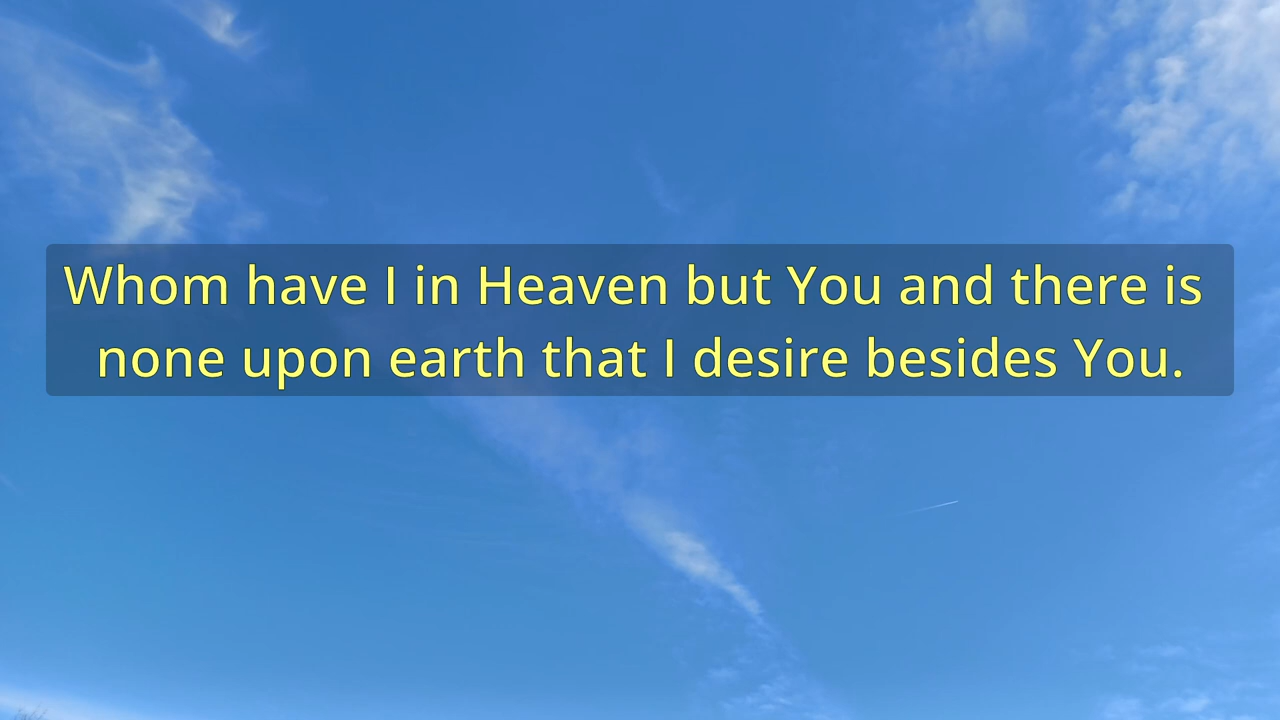 Whom have I in Heaven but You and there is
none upon earth that I desire besides You.